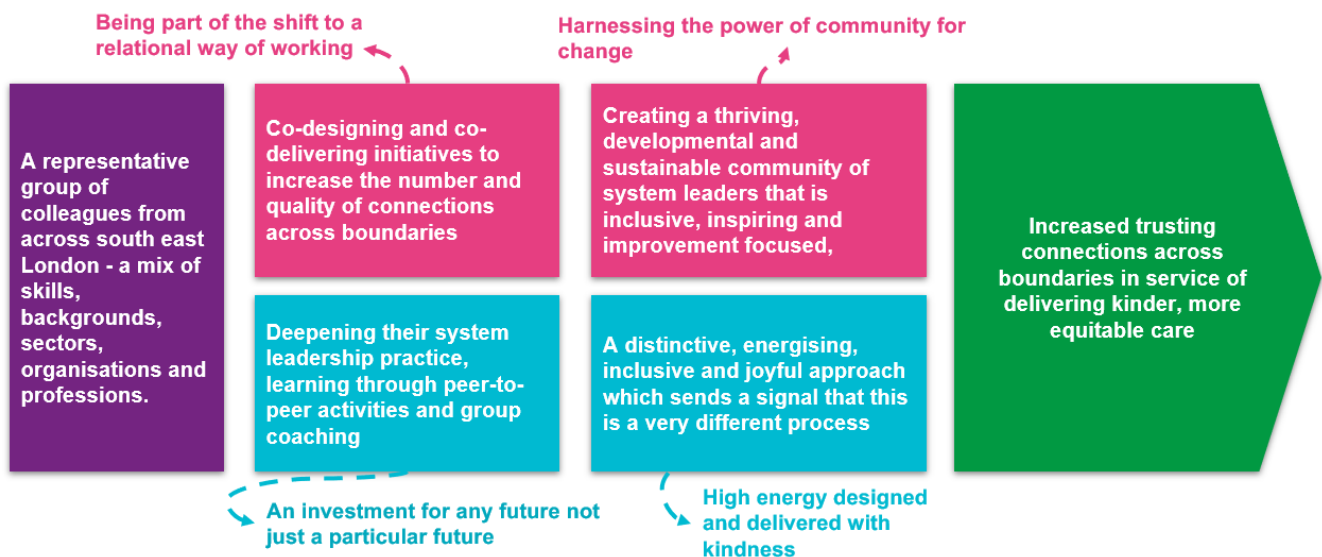 Being part of the shift to a
relational way of working
Harnessing the power of community for
change
A representative
group of
colleagues from
across south east
London - a mix of
skills,
backgrounds,
sectors,
organisations and
professions.
Co-designing and co-
delivering initiatives to
increase the number and
quality of connections
across boundaries
Creating a thriving,
developmental and
sustainable community of
system leaders that is
inclusive, inspiring and
improvement focused,
Deepening their system
leadership practice,
learning through peer-to-
peer activities and group
coaching
A distinctive, energising,
inclusive and joyful approach
which sends a signal that this
is a very different process
Increased trusting
connections across
boundaries in service of
delivering kinder, more
equitable care
An investment for any future not
just a particular future
High energy designed
and delivered with
kindness